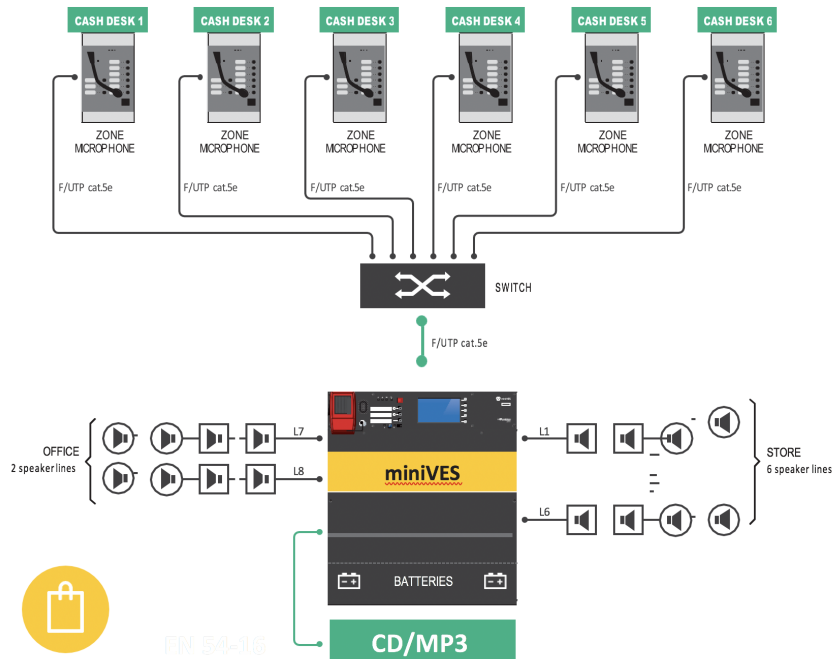 CASH DESK 1
CASH DESK 2
CASH DESK 3
CASH DESK 4
CASH DESK 5
CASH DESK 6
ZONE
MICROPHONE
ZONE
MICROPHONE
ZONE
MICROPHONE
ZONE
MICROPHONE
ZONE
MICROPHONE
ZONE
MICROPHONE
F/UTP cat.5e
F/UTP cat.5e
F/UTP cat.5e
F/UTP cat.5e
F/UTP cat.5e
F/UTP cat.5e
SWITCH
F/UTP cat.5e
OFFICE
2 speaker lines
L7
L8
miniVES
L1
L6
STORE
6 speaker lines
BATTERIES
EN 54-16
CD/MP3